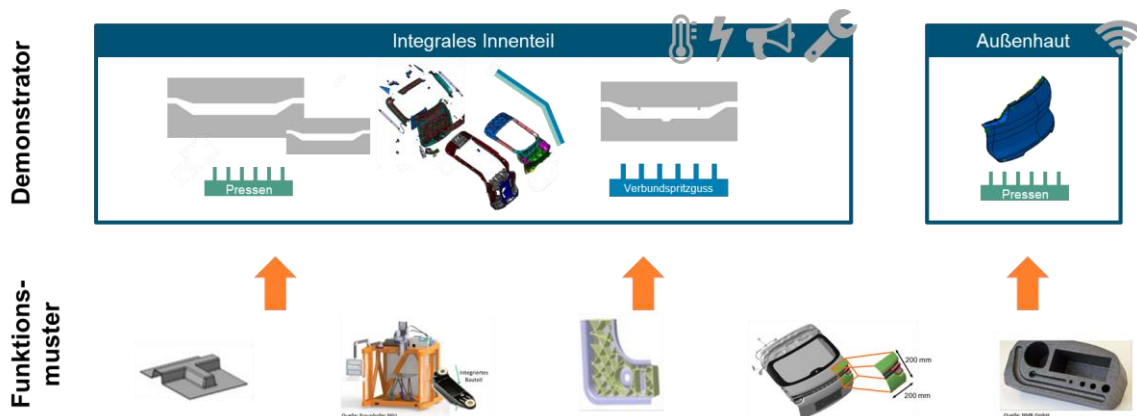 Demonstrator
Integrales Innenteil
Außenhaut
Pressen
Verbundspritzguss
Pressen
Funktions-
muster
Integriertes
Bauteil
200 mm
200 mm